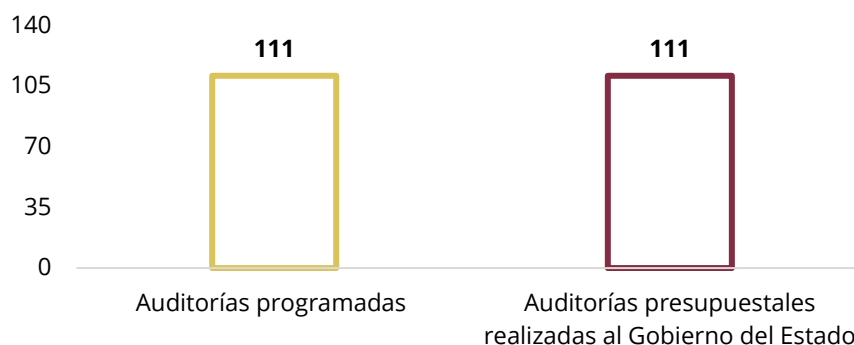 140
111
111
105
70
35
0
Auditorías programadas
Auditorías presupuestales
realizadas al Gobierno del Estado